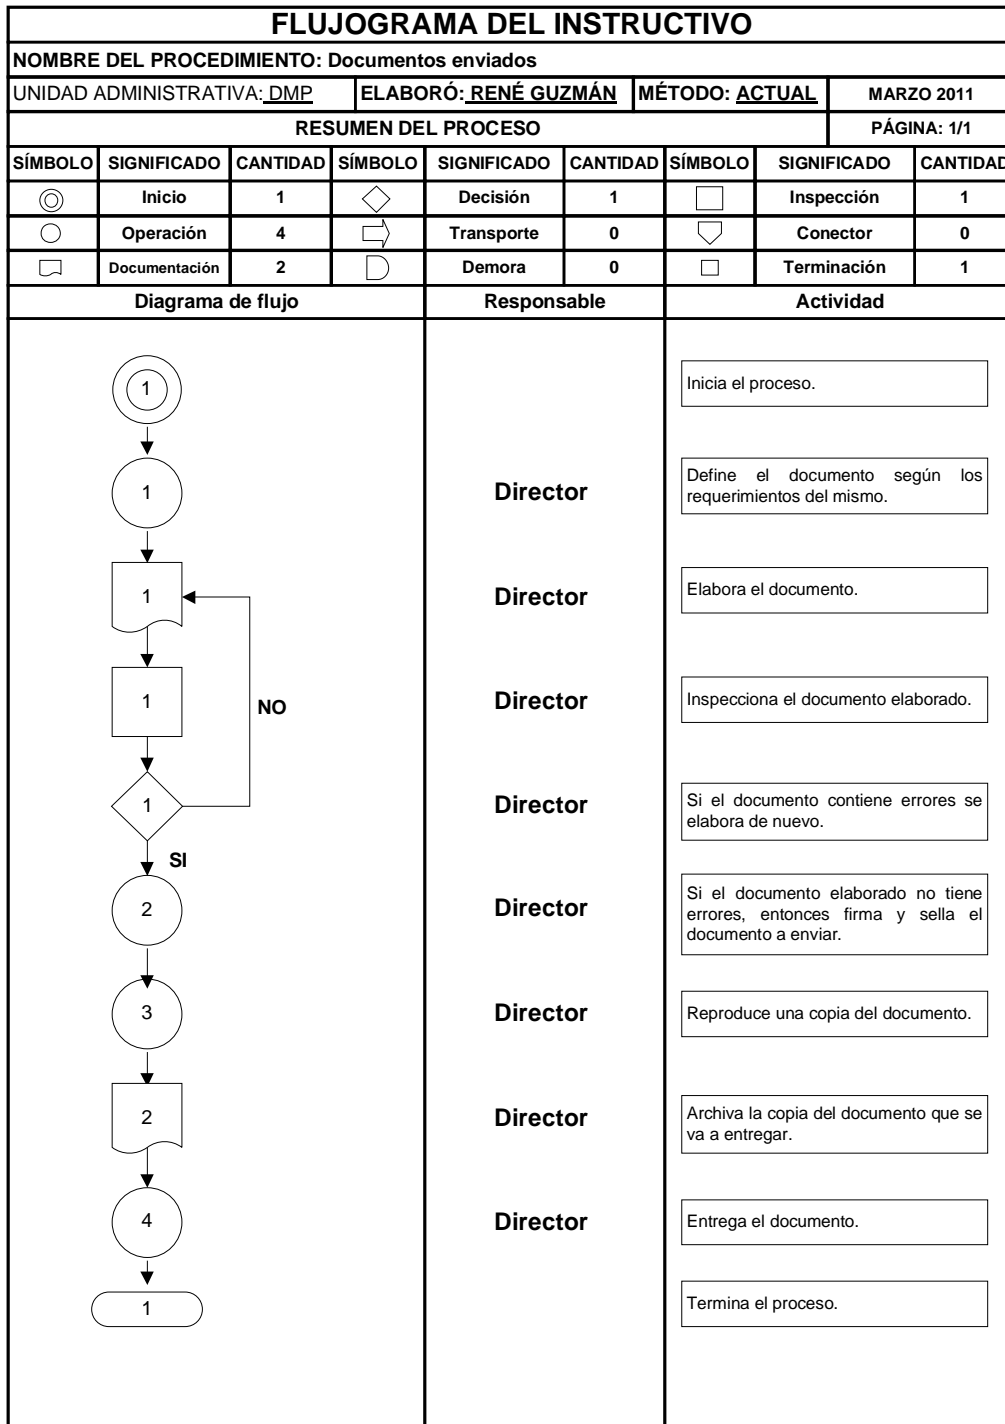 FLUJOGRAMA DEL INSTRUCTIVO
NOMBRE DEL PROCEDIMIENTO: Documentos enviados
UNIDAD ADMINISTRATIVA: DMP ELABORÓ: RENÉ GUZMÁN MÉTODO: ACTUAL MARZO 2011
RESUMEN DEL PROCESO PÁGINA: 1/1
SÍMBOLO SIGNIFICADO CANTIDAD SÍMBOLO SIGNIFICADO CANTIDAD SÍMBOLO SIGNIFICADO CANTIDAD
Inicio 1 Decisión 1 Inspección 1
Operación 4 Transporte 0 Conector 0
Documentación 2 Demora 0 Terminación 1
Diagrama de flujo Responsable Actividad
1 Inicia el proceso.
1 Director Define el documento según los
requerimientos del mismo.
1 Director Elabora el documento.
1 NO Director Inspecciona el documento elaborado.
1 Director Si el documento contiene errores se
elabora de nuevo.
SI
2 Director Si el documento elaborado no tiene
errores, entonces firma y sella el
documento a enviar.
3 Director Reproduce una copia del documento.
2 Director Archiva la copia del documento que se
va a entregar.
4 Director Entrega el documento.
1 Termina el proceso.